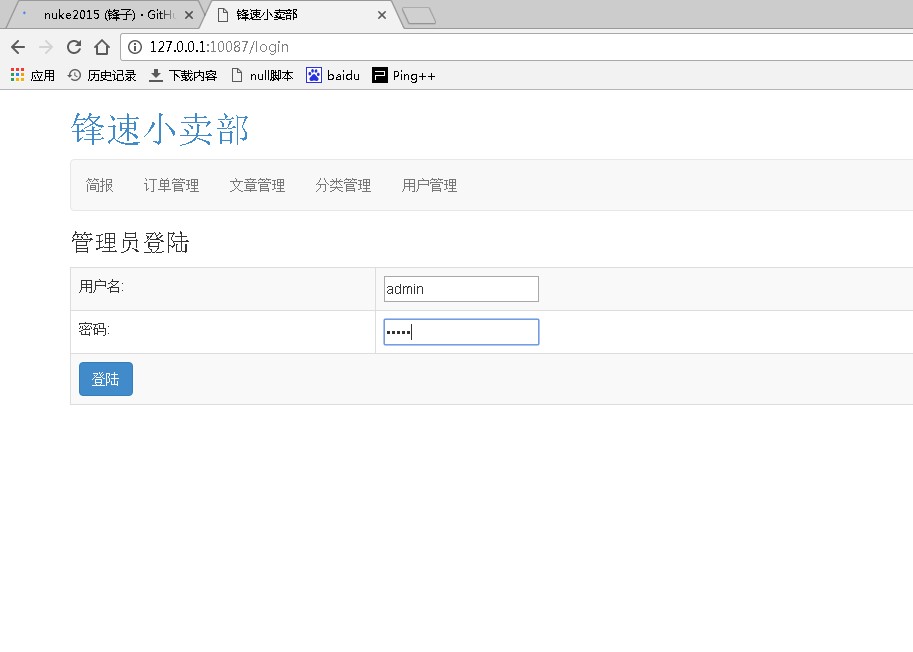 nuke2015 (锋子) · GitH
锋速小卖部
127.0.0.1:10087/login
应用 历史记录 下载内容 null脚本 baidu Ping++
锋速小卖部
简报 订单管理 文章管理 分类管理 用户管理
管理员登陆
用户名: admin
密码: •••••
登陆